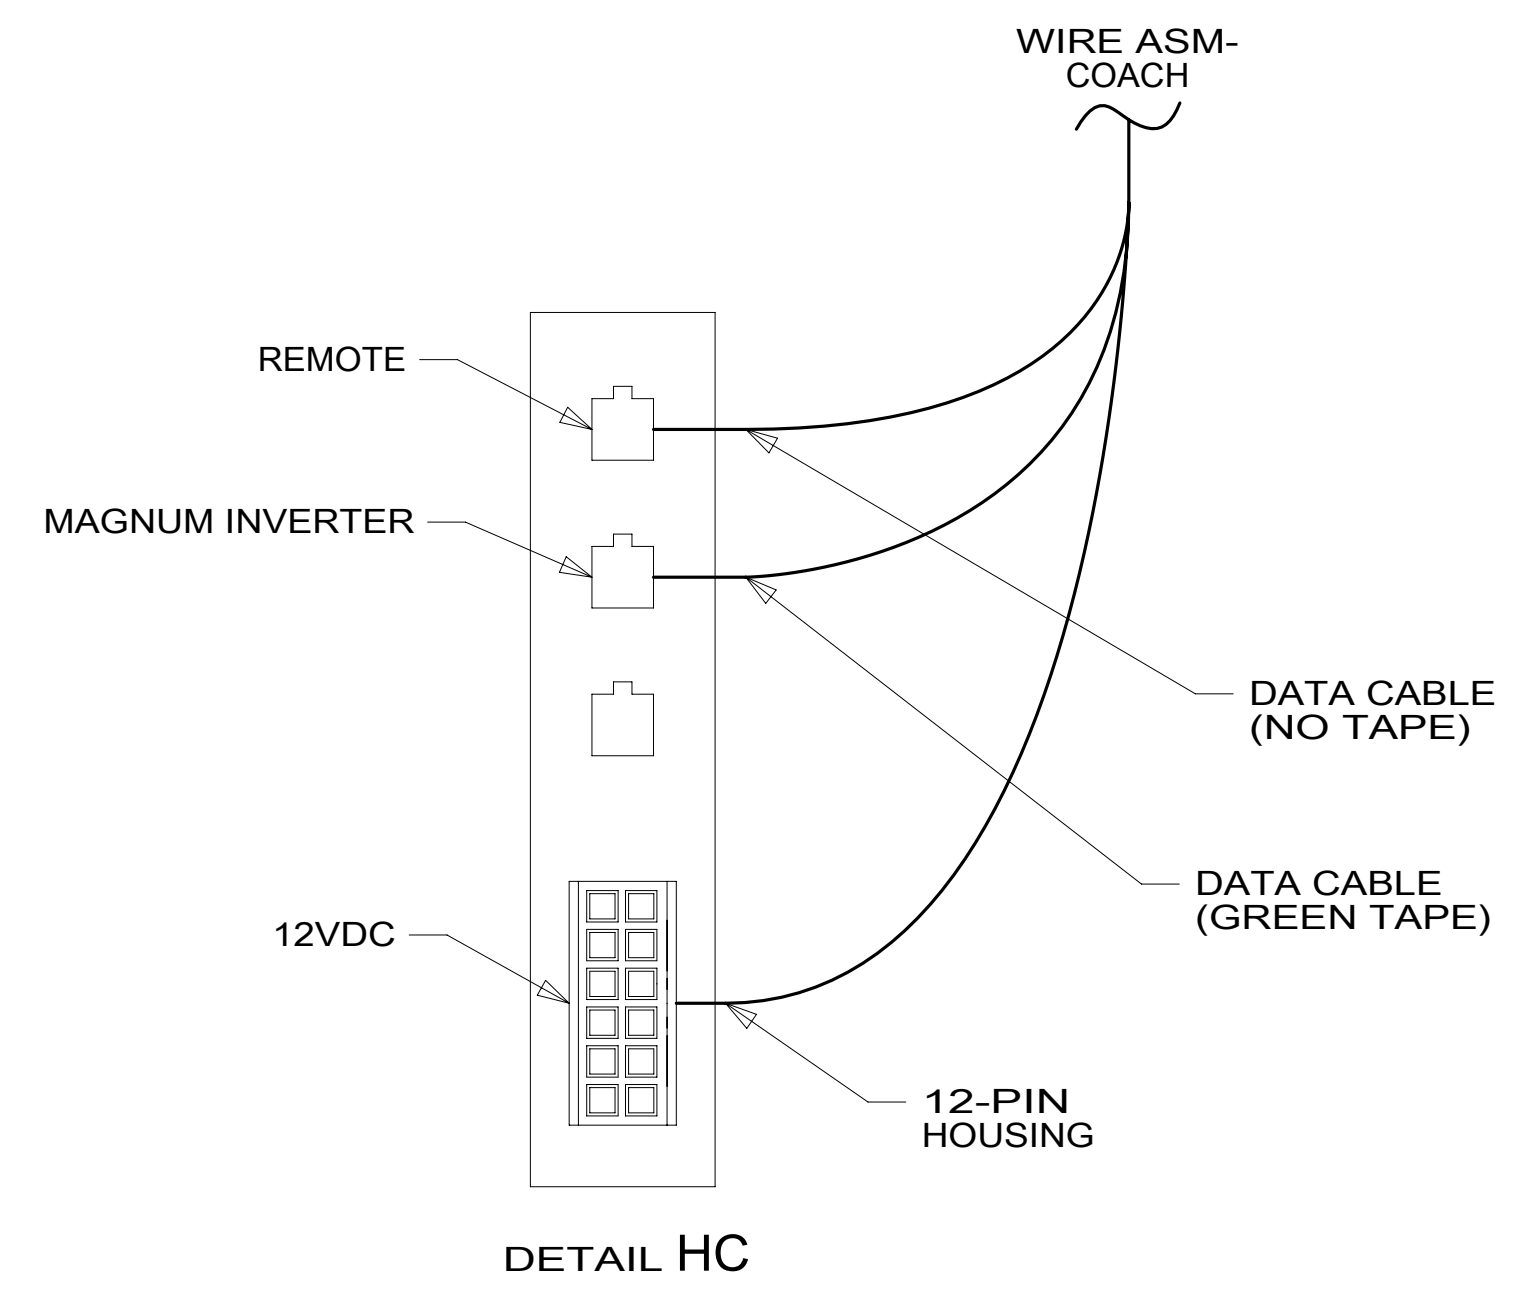 WIRE ASM-
COACH
REMOTE
MAGNUM INVERTER
DATA CABLE
(NO TAPE)
DATA CABLE
(GREEN TAPE)
12VDC
12-PIN
HOUSING
DETAIL HC